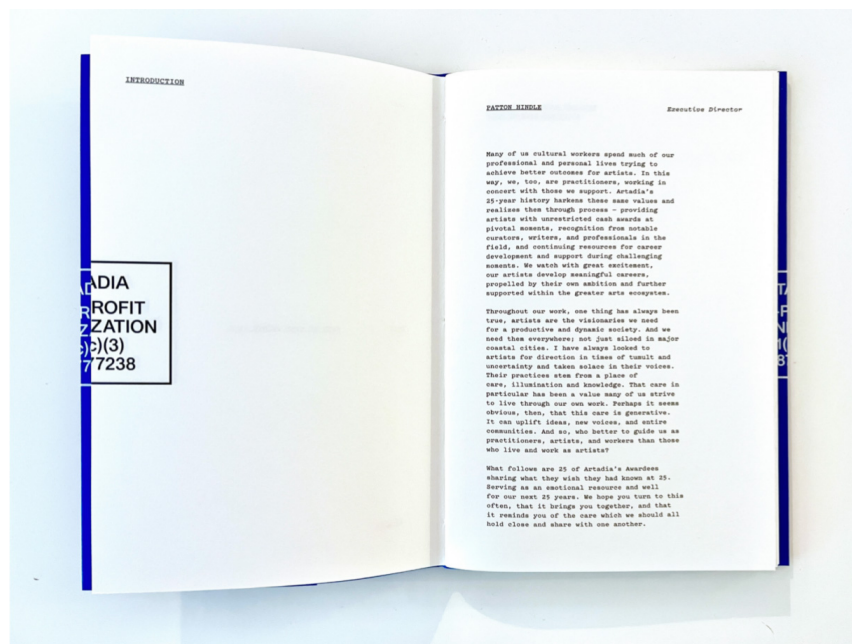 INTRODUCTION
ADIA
ROFIT
ZATION
c)(3)
77238
PATTON HINDLE
Executive Director
Many of us cultural workers spend much of our
professional and personal lives trying to
achieve better outcomes for artists. In this
way, we, too, are practitioners, working in
concert with those we support. Artadia's
25-year history harkens these same values and
realizes them through process – providing
artists with unrestricted cash awards at
pivotal moments, recognition from notable
curators, writers, and professionals in the
field, and continuing resources for career
development and support during challenging
moments. We watch with great excitement,
our artists develop meaningful careers,
propelled by their own ambition and further
supported within the greater arts ecosystem.
Throughout our work, one thing has always been
true, artists are the visionaries we need
for a productive and dynamic society. And we
need them everywhere; not just siloed in major
coastal cities. I have always looked to
artists for direction in times of tumult and
uncertainty and taken solace in their voices.
Their practices stem from a place of
care, illumination and knowledge. That care in
particular has been a value many of us strive
to live through our own work. Perhaps it seems
obvious, then, that this care is generative.
It can uplift ideas, new voices, and entire
communities. And so, who better to guide us as
practitioners, artists, and workers than those
who live and work as artists?
What follows are 25 of Artadia's Awardees
sharing what they wish they had known at 25.
Serving as an emotional resource and well
for our next 25 years. We hope you turn to this
often, that it brings you together, and that
it reminds you of the care which we should all
hold close and share with one another.